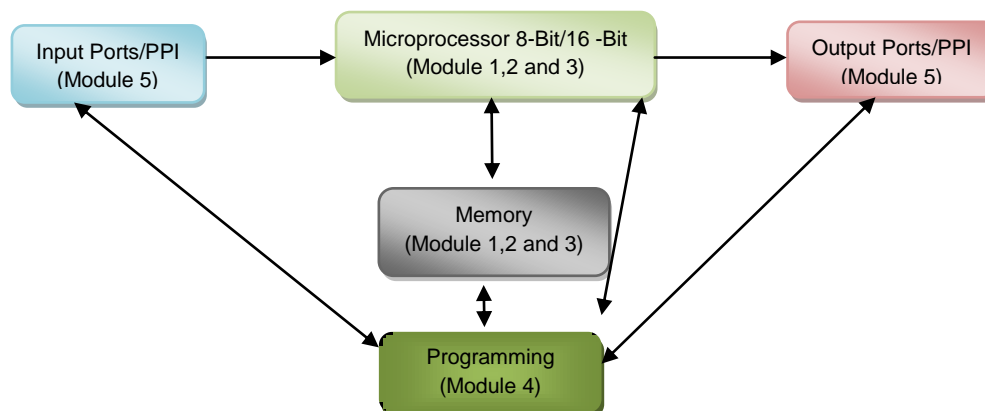 Input Ports/PPI
(Module 5)
Microprocessor 8-Bit/16 -Bit
(Module 1,2 and 3)
Output Ports/PPI
(Module 5)
Memory
(Module 1,2 and 3)
Programming
(Module 4)